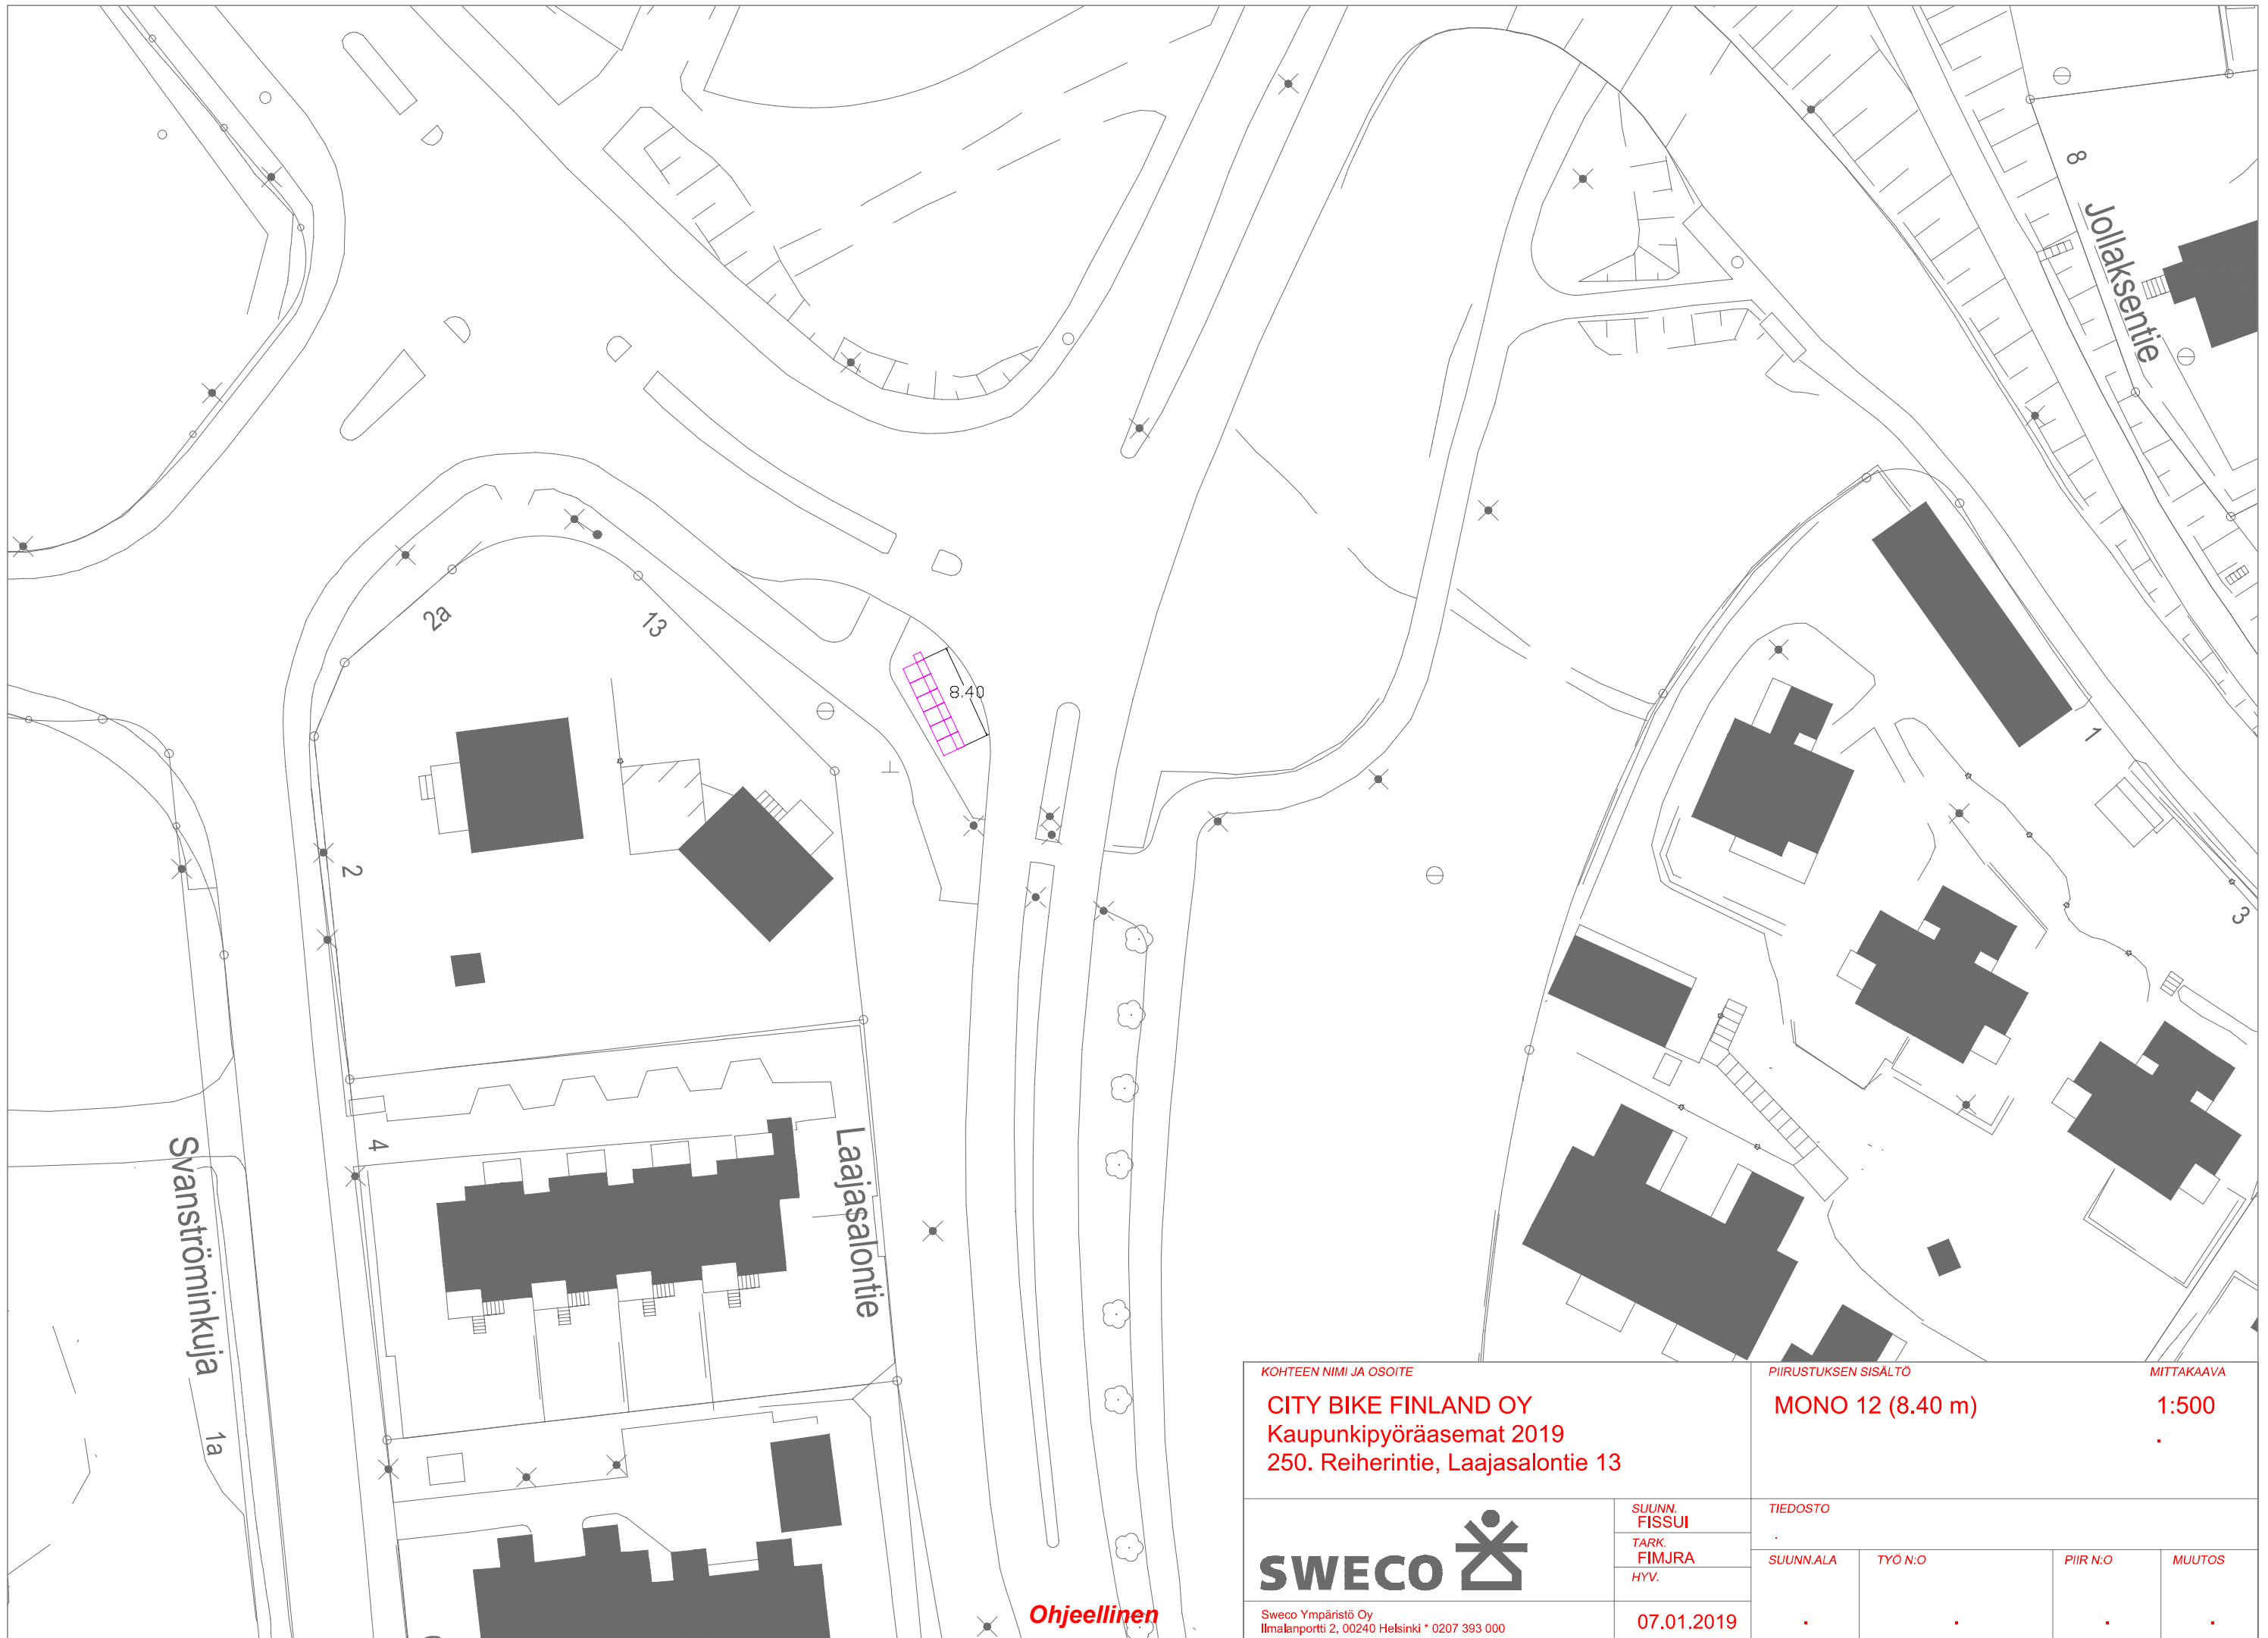 8
Jollaksentie
2a
13
8.40
1
2
3
4
Svanströminkuja
Laajasalontie
1a
Ohjeellinen
KOHTEEN NIMI JA OSOITE
CITY BIKE FINLAND OY
Kaupunkipyöräasemat 2019
250. Reiherintie, Laajasalontie 13
PIIRUSTUKSEN SISÄLTÖ
MITTAKAAVA
MONO 12 (8.40 m)
1:500
.
SWECO
SUUNN.
FISSUI
TARK.
FIMJRA
HYV.
Sweco Ympäristö Oy
Ilmalanportti 2, 00240 Helsinki * 0207 393 000
07.01.2019
TIEDOSTO
.
SUUNN.ALA
TYÖ N:O
PIIR N:O
MUUTOS
. . . .